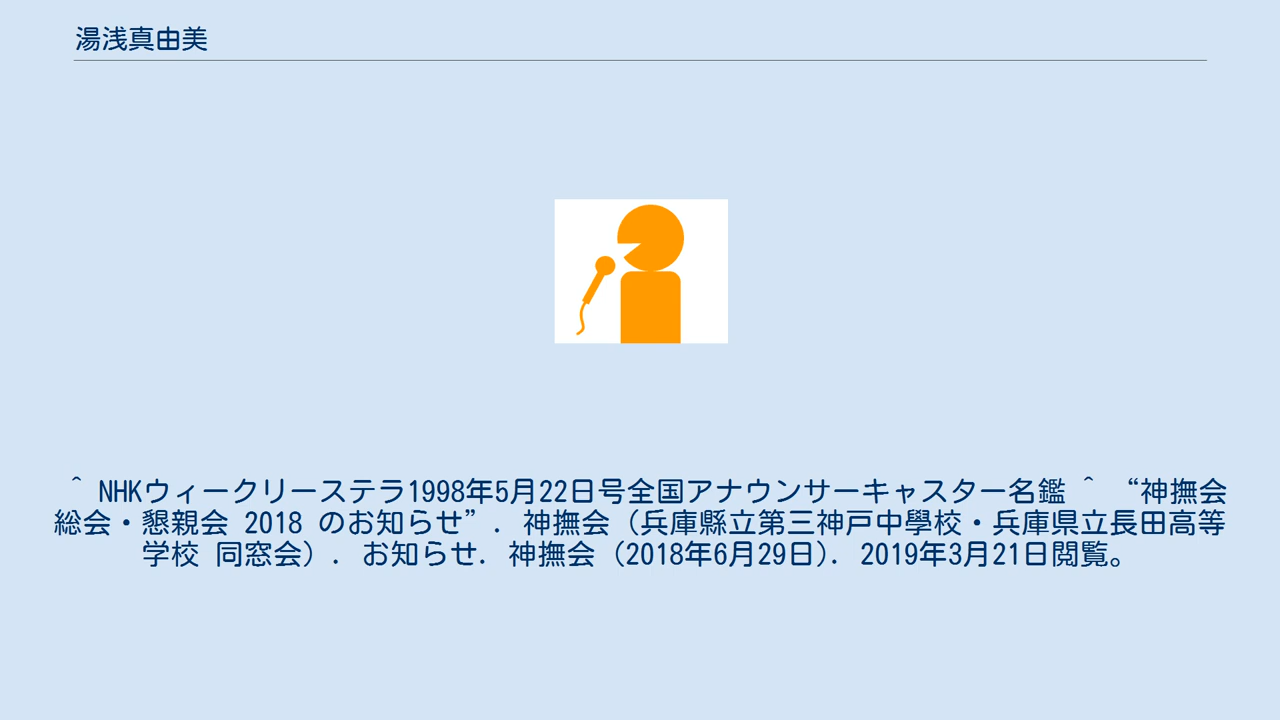 湯浅真由美
^ NHKウィークリーステラ1998年5月22日号全国アナウンサーキャスター名鑑 ^ “神撫会
総会・懇親会 2018 のお知らせ”. 神撫会（兵庫縣立第三神戸中學校・兵庫県立長田高等
学校 同窓会）. お知らせ. 神撫会 (2018年6月29日). 2019年3月21日閲覧。